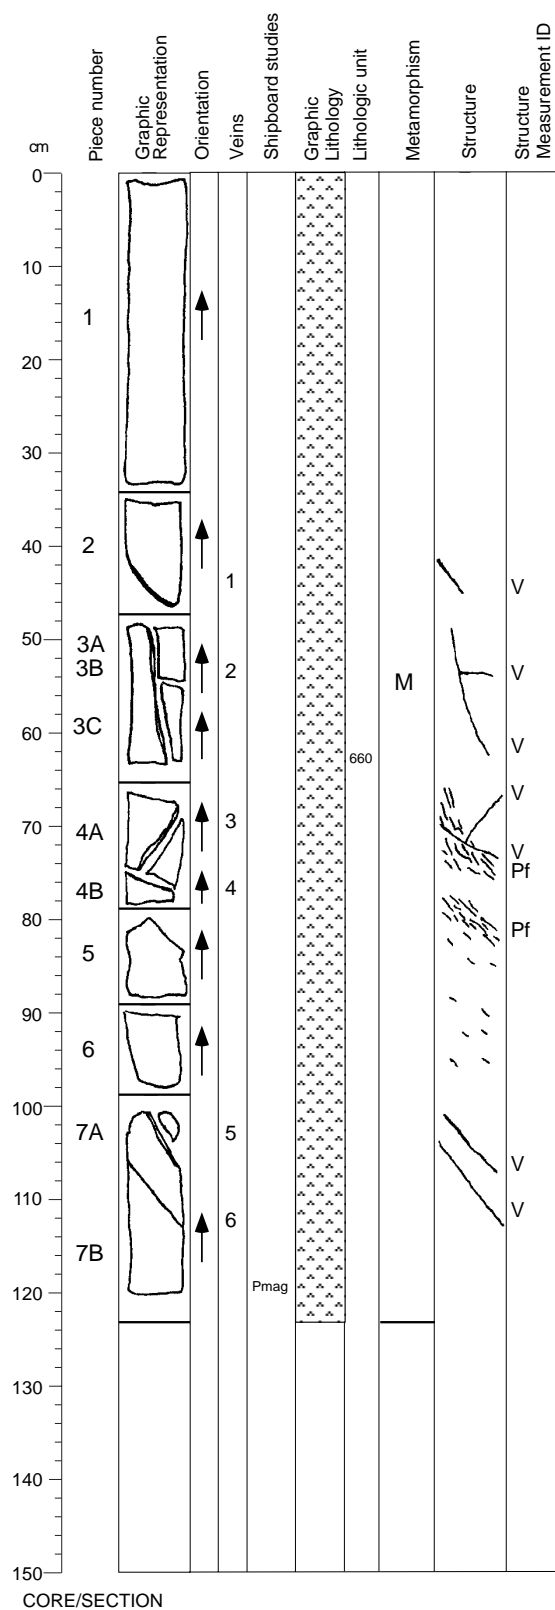 cm
Piece number
Graphic
Representation
Orientation
Veins
Shipboard studies
Graphic
Lithology
Lithologic unit
Metamorphism
Structure
Structure
Measurement ID
0
10
1
20
30
40
2
1
V
50
3A
3B
2
V
M
60
3C
V
660
V
70
4A
3
V
Pf
4B
4
80
Pf
5
90
6
100
7A
5
V
110
6
V
7B
120
Pmag
130
140
150
CORE/SECTION